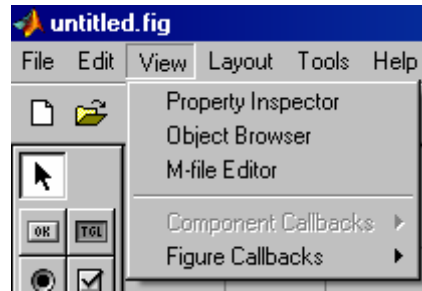 untitled.fig
File Edit View Layout Tools Help
Property Inspector
Object Browser
M-file Editor
Component Callbacks
Figure Callbacks
OK TGL